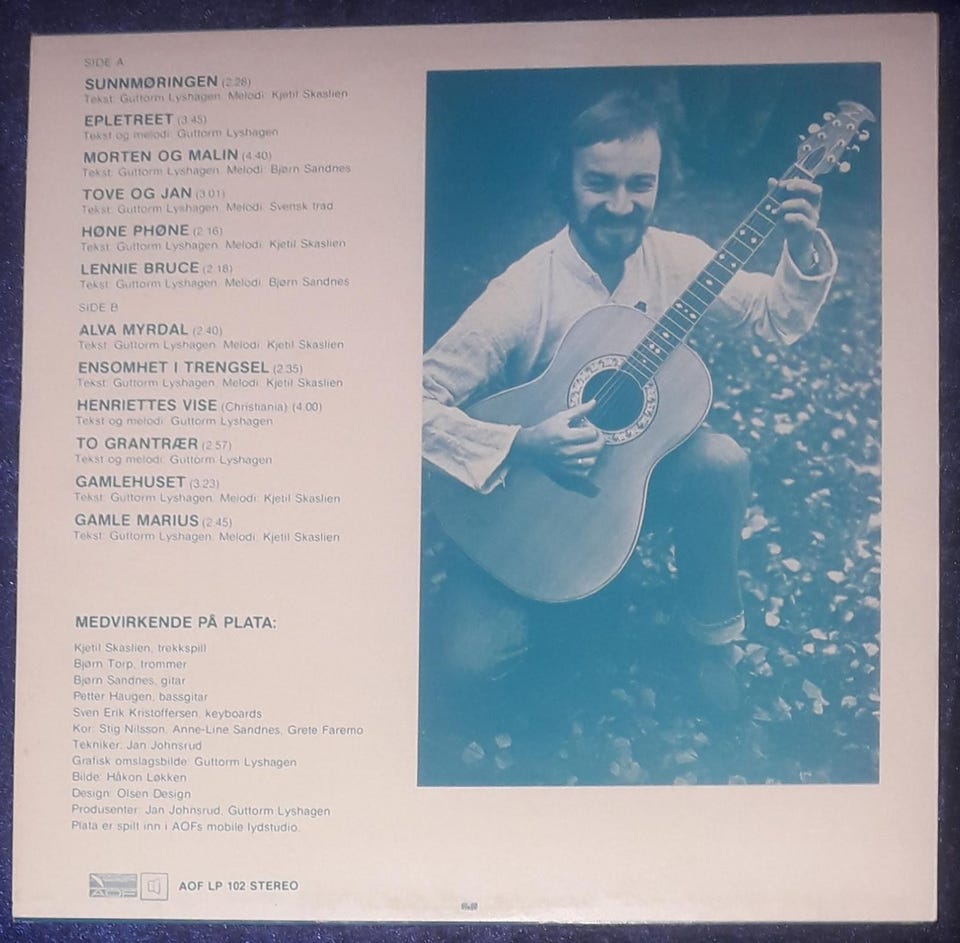 SIDE A
SUNNMØRINGEN (2.28)
Tekst: Guttorm Lyshagen. Melodi: Kjetil Skaslien
EPLETREET (3.45)
Tekst og melodi: Guttorm Lyshagen
MORTEN OG MALIN (4.40)
Tekst: Guttorm Lyshagen. Melodi: Bjørn Sandnes
TOVE OG JAN (3.01)
Tekst: Guttorm Lyshagen. Melodi: Svensk trad
HØNE PHØNE (2.16)
Tekst: Guttorm Lyshagen. Melodi: Kjetil Skaslien
LENNIE BRUCE (2.18)
Tekst: Guttorm Lyshagen. Melodi: Bjørn Sandnes
SIDE B
ALVA MYRDAL (2.40)
Tekst: Guttorm Lyshagen. Melodi: Kjetil Skaslien
ENSOMHET I TRENGSEL (2.35)
Tekst: Guttorm Lyshagen. Melodi: Kjetil Skaslien
HENRIETTES VISE (Christiania) (4.00)
Tekst og melodi: Guttorm Lyshagen
TO GRANTRÆR (2.57)
Tekst og melodi: Guttorm Lyshagen
GAMLEHUSET (3.23)
Tekst: Guttorm Lyshagen. Melodi: Kjetil Skaslien
GAMLE MARIUS (2.45)
Tekst: Guttorm Lyshagen. Melodi: Kjetil Skaslien
MEDVIRKENDE PÅ PLATA:
Kjetil Skaslien, trekkspill
Bjørn Torp, trommer
Bjørn Sandnes, gitar
Petter Haugen, bassgitar
Sven Erik Kristoffersen, keyboards
Kor: Stig Nilsson, Anne-Line Sandnes, Grete Faremo
Tekniker: Jan Johnsrud
Grafisk omslagsbilde: Guttorm Lyshagen
Bilde: Håkon Løkken
Design: Olsen Design
Produsenter: Jan Johnsrud, Guttorm Lyshagen
Plata er spilt inn i AOFs mobile lydstudio.
AOF AOF LP 102 STEREO